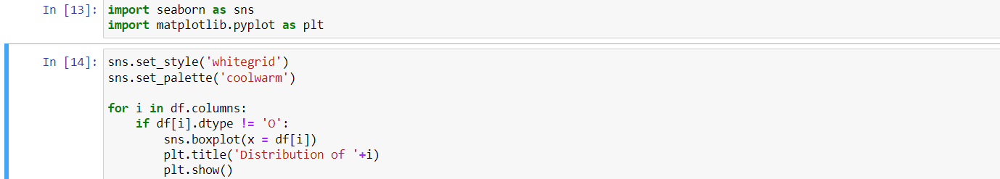 In [13]: import seaborn as sns
import matplotlib.pyplot as plt
In [14]: sns.set_style('whitegrid')
sns.set_palette('coolwarm')
for i in df.columns:
    if df[i].dtype != 'O':
        sns.boxplot(x = df[i])
        plt.title('Distribution of '+i)
        plt.show()